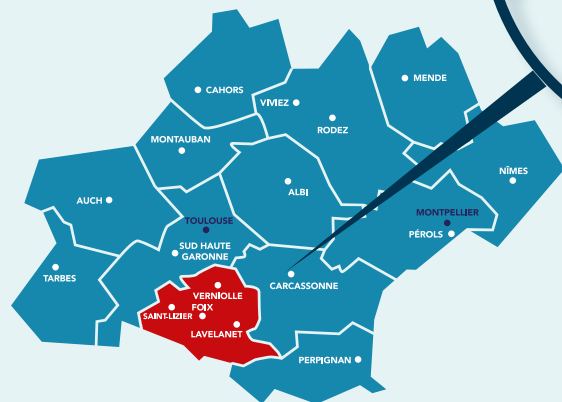 CAHORS
MENDE
VIVIEZ
RODEZ
MONTAUBAN
NÎMES
ALBI
AUCH
MONTPELLIER
TOULOUSE
PÉROLS
SUD HAUTE
GARONNE
TARBES
CARCASSONNE
VERNIOLLE
FOIX
SAINT-LIZIER
LAVELANET
PERPIGNAN